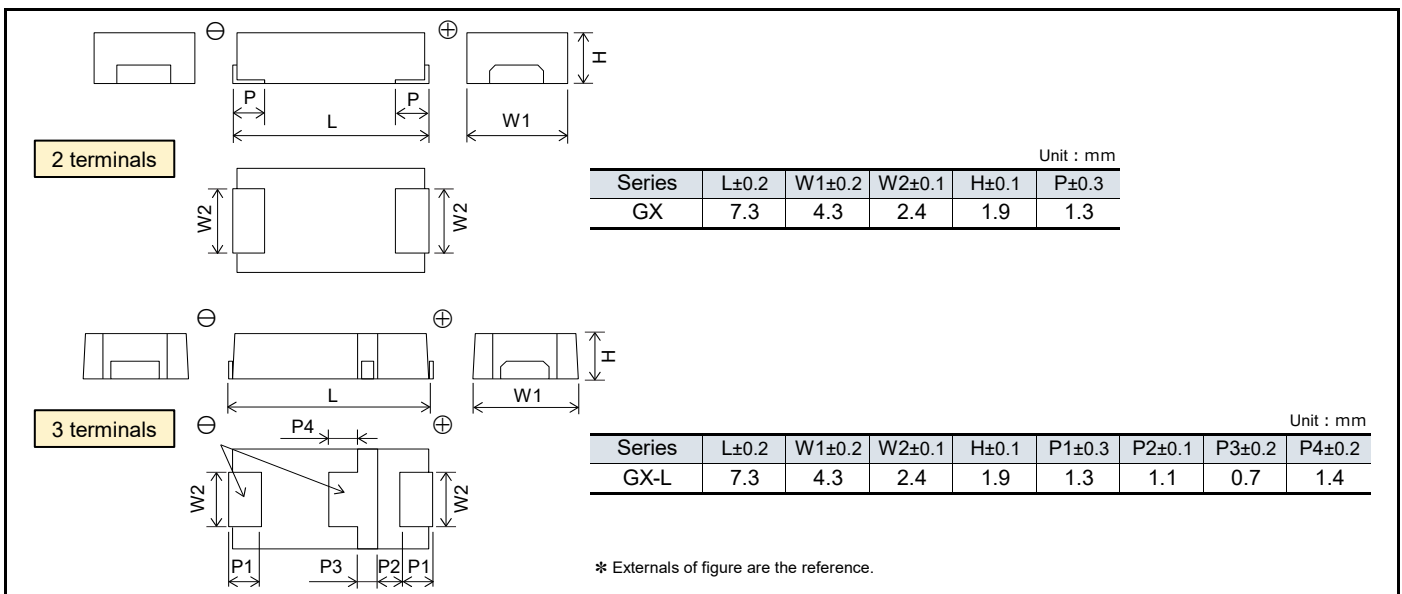 ⊖ ⊕
H
P P
L W1
2 terminals
W2 W2
Unit : mm
Series L±0.2 W1±0.2 W2±0.1 H±0.1 P±0.3
GX 7.3 4.3 2.4 1.9 1.3
⊖ ⊕
H
L W1
3 terminals
⊖ P4 ⊕
W2 W2
P1 P3 P2 P1
Unit : mm
Series L±0.2 W1±0.2 W2±0.1 H±0.1 P1±0.3 P2±0.1 P3±0.2 P4±0.2
GX-L 7.3 4.3 2.4 1.9 1.3 1.1 0.7 1.4
✻ Externals of figure are the reference.